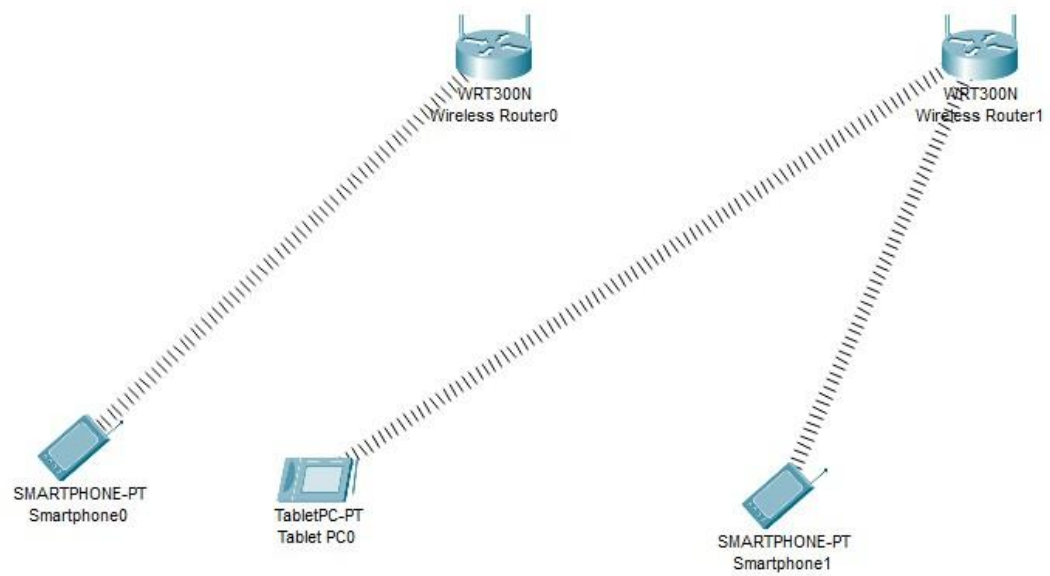 WRT300N
Wireless Router0
WRT300N
Wireless Router1
SMARTPHONE-PT
Smartphone0
TabletPC-PT
Tablet PC0
SMARTPHONE-PT
Smartphone1